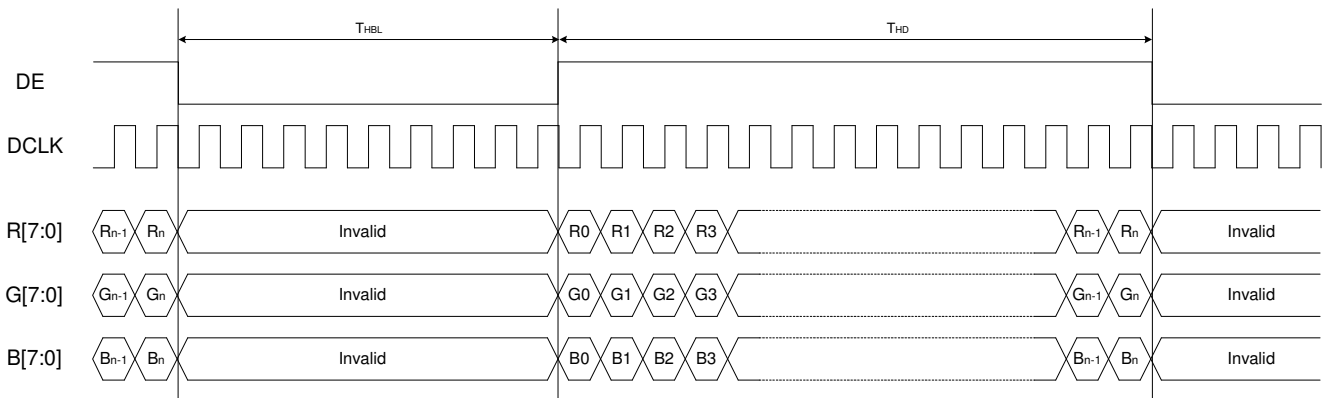 THBL THD
DE
DCLK
R[7:0] Rn-1 Rn Invalid R0 R1 R2 R3 Rn-1 Rn Invalid
G[7:0] Gn-1 Gn Invalid G0 G1 G2 G3 Gn-1 Gn Invalid
B[7:0] Bn-1 Bn Invalid B0 B1 B2 B3 Bn-1 Bn Invalid